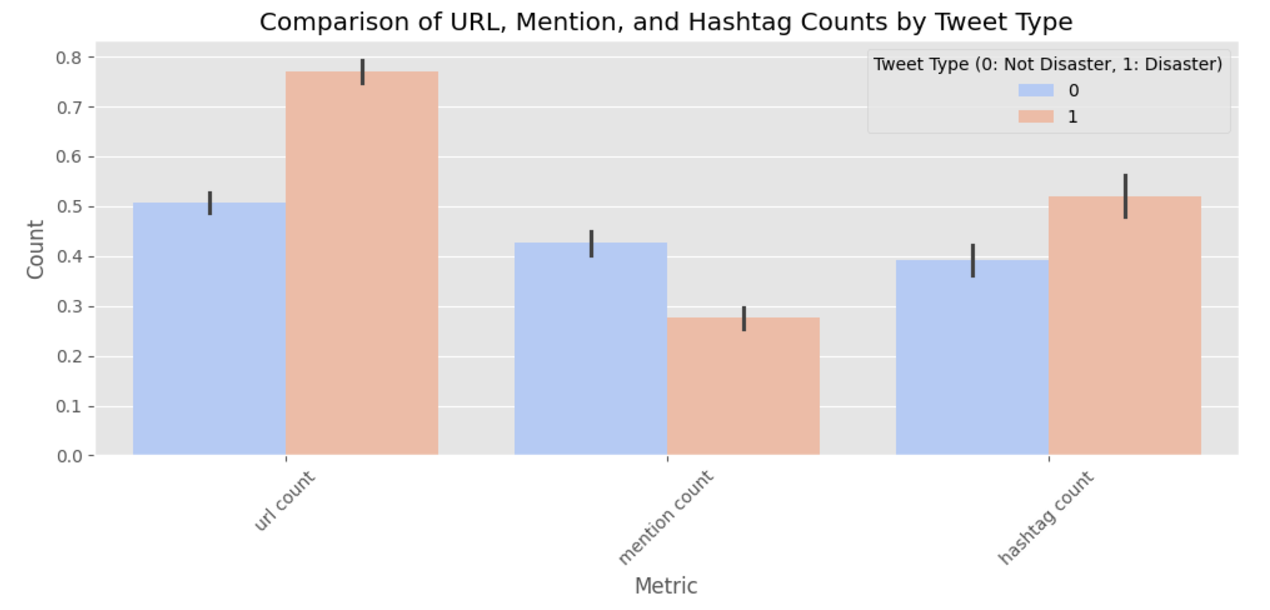 Comparison of URL, Mention, and Hashtag Counts by Tweet Type
Tweet Type (0: Not Disaster, 1: Disaster)
0
1
Count
0.8
0.7
0.6
0.5
0.4
0.3
0.2
0.1
0.0
url count
mention count
hashtag count
Metric